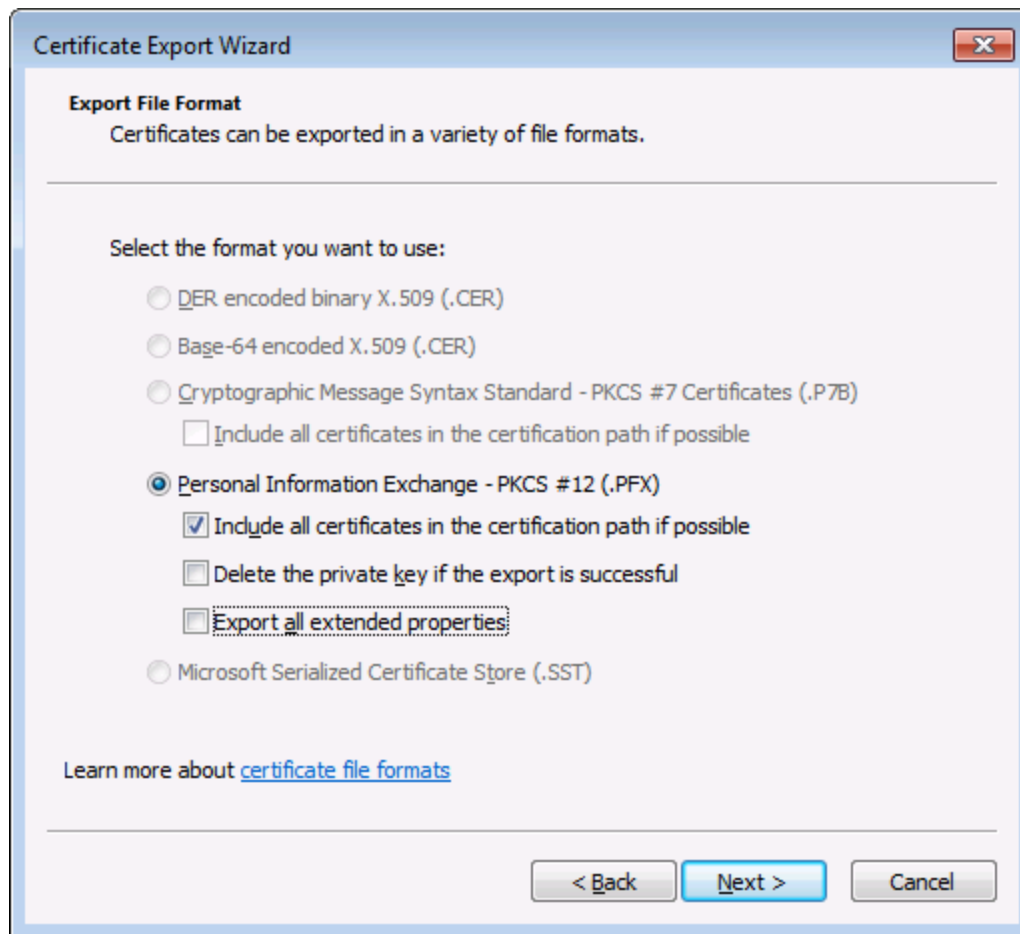 Certificate Export Wizard
Export File Format
Certificates can be exported in a variety of file formats.
Select the format you want to use:
DER encoded binary X.509 (.CER)
Base-64 encoded X.509 (.CER)
Cryptographic Message Syntax Standard - PKCS #7 Certificates (.P7B)
Include all certificates in the certification path if possible
Personal Information Exchange - PKCS #12 (.PFX)
Include all certificates in the certification path if possible
Delete the private key if the export is successful
Export all extended properties
Microsoft Serialized Certificate Store (.SST)
Learn more about certificate file formats
< Back Next > Cancel